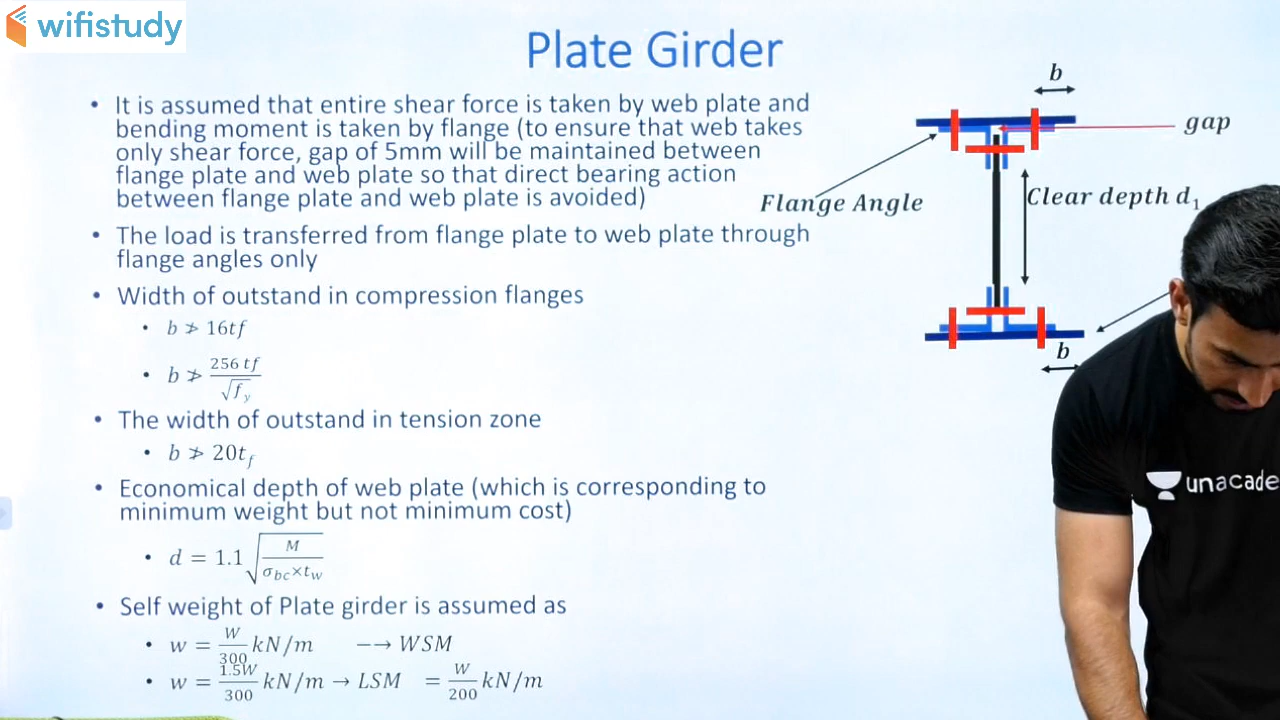 wifistudy
Plate Girder
• It is assumed that entire shear force is taken by web plate and
bending moment is taken by flange (to ensure that web takes
only shear force, gap of 5mm will be maintained between
flange plate and web plate so that direct bearing action
between flange plate and web plate is avoided)
• The load is transferred from flange plate to web plate through
flange angles only
• Width of outstand in compression flanges
• b ≯ 16tf
• b ≯ 256 tf / √f_y
• The width of outstand in tension zone
• b ≯ 20t_f
• Economical depth of web plate (which is corresponding to
minimum weight but not minimum cost)
• d = 1.1 √(M / σ_bc×t_w)
• Self weight of Plate girder is assumed as
• w = W/300 kN/m −→ WSM
• w = 1.5W/300 kN/m → LSM = W/200 kN/m
b
gap
Flange Angle
Clear depth d₁
b
unacade